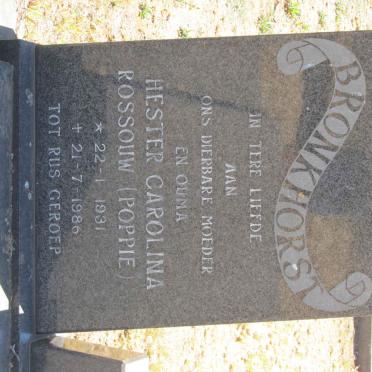 BRONKHORST
IN TERE LIEFDE
AAN
ONS DIERBARE MOEDER
EN OUMA
HESTER CAROLINA
ROSSOUW (POPPIE)
★ 22-1-1931
+ 21-7-1986
TOT RUS GEROEP